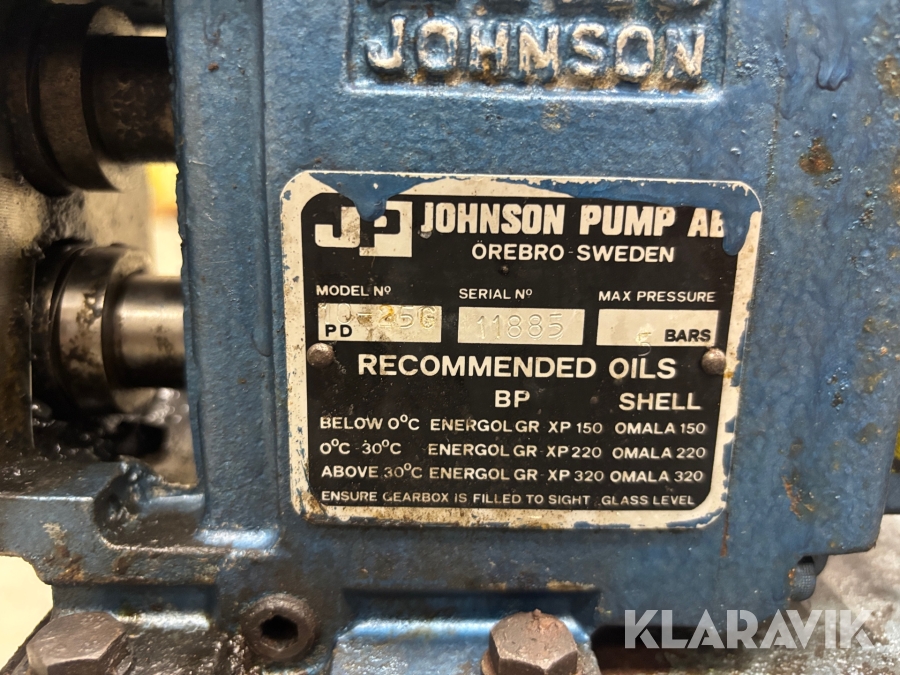 JOHNSON
JP JOHNSON PUMP AB
ÖREBRO-SWEDEN
MODEL Nº SERIAL Nº MAX PRESSURE
PD 11885 5 BARS
RECOMMENDED OILS
BP SHELL
BELOW 0°C ENERGOL GR XP 150 OMALA 150
0°C -30°C ENERGOL GR-XP 220 OMALA 220
ABOVE 30°C ENERGOL GR-XP 320 OMALA 320
ENSURE GEARBOX IS FILLED TO SIGHT GLASS LEVEL
KLARAVIK